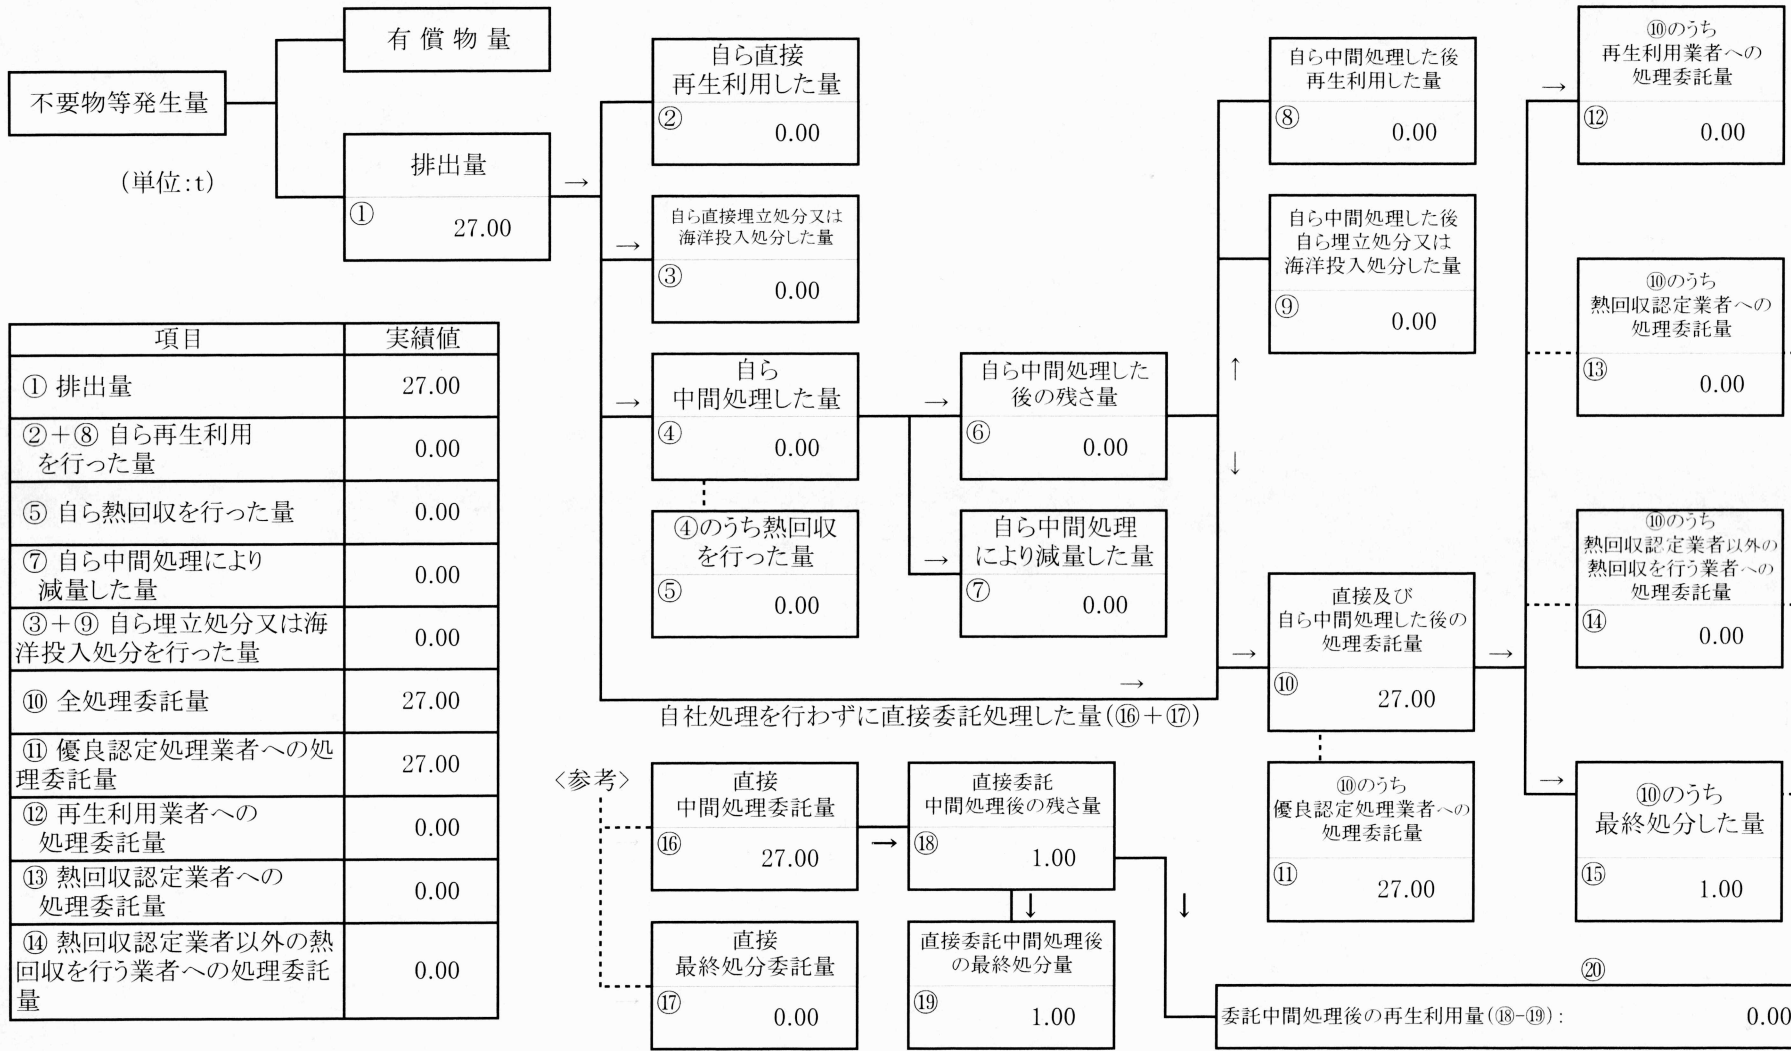 不要物等発生量
(単位:t)
有償物量
排出量
①
27.00
→
自ら直接
再生利用した量
②
0.00
→
自ら直接埋立処分又は
海洋投入処分した量
③
0.00
→
自ら
中間処理した量
④
0.00
④のうち熱回収
を行った量
⑤
0.00
→
自ら中間処理した
後の残さ量
⑥
0.00
→
自ら中間処理
により減量した量
⑦
0.00
↑
↓
自ら中間処理した後
再生利用した量
⑧
0.00
自ら中間処理した後
自ら埋立処分又は
海洋投入処分した量
⑨
0.00
→
自社処理を行わずに直接委託処理した量(⑯+⑰)
→
直接及び
自ら中間処理した後の
処理委託量
⑩
27.00
→
⑩のうち
優良認定処理業者への
処理委託量
⑪
27.00
→
⑩のうち
再生利用業者への
処理委託量
⑫
0.00
⑩のうち
熱回収認定業者への
処理委託量
⑬
0.00
⑩のうち
熱回収認定業者以外の
熱回収を行う業者への
処理委託量
⑭
0.00
→
⑩のうち
最終処分した量
⑮
1.00
項目 実績値
① 排出量 27.00
②+⑧ 自ら再生利用
を行った量 0.00
⑤ 自ら熱回収を行った量 0.00
⑦ 自ら中間処理により
減量した量 0.00
③+⑨ 自ら埋立処分又は海
洋投入処分を行った量 0.00
⑩ 全処理委託量 27.00
⑪ 優良認定処理業者への処
理委託量 27.00
⑫ 再生利用業者への
処理委託量 0.00
⑬ 熱回収認定業者への
処理委託量 0.00
⑭ 熱回収認定業者以外の熱
回収を行う業者への処理委託
量 0.00
<参考>
直接
中間処理委託量
⑯
27.00
→
直接
最終処分委託量
⑰
0.00
直接委託
中間処理後の残さ量
⑱
1.00
↓
直接委託中間処理後
の最終処分量
⑲
1.00
↓
⑳
委託中間処理後の再生利用量(⑱-⑲): 0.00